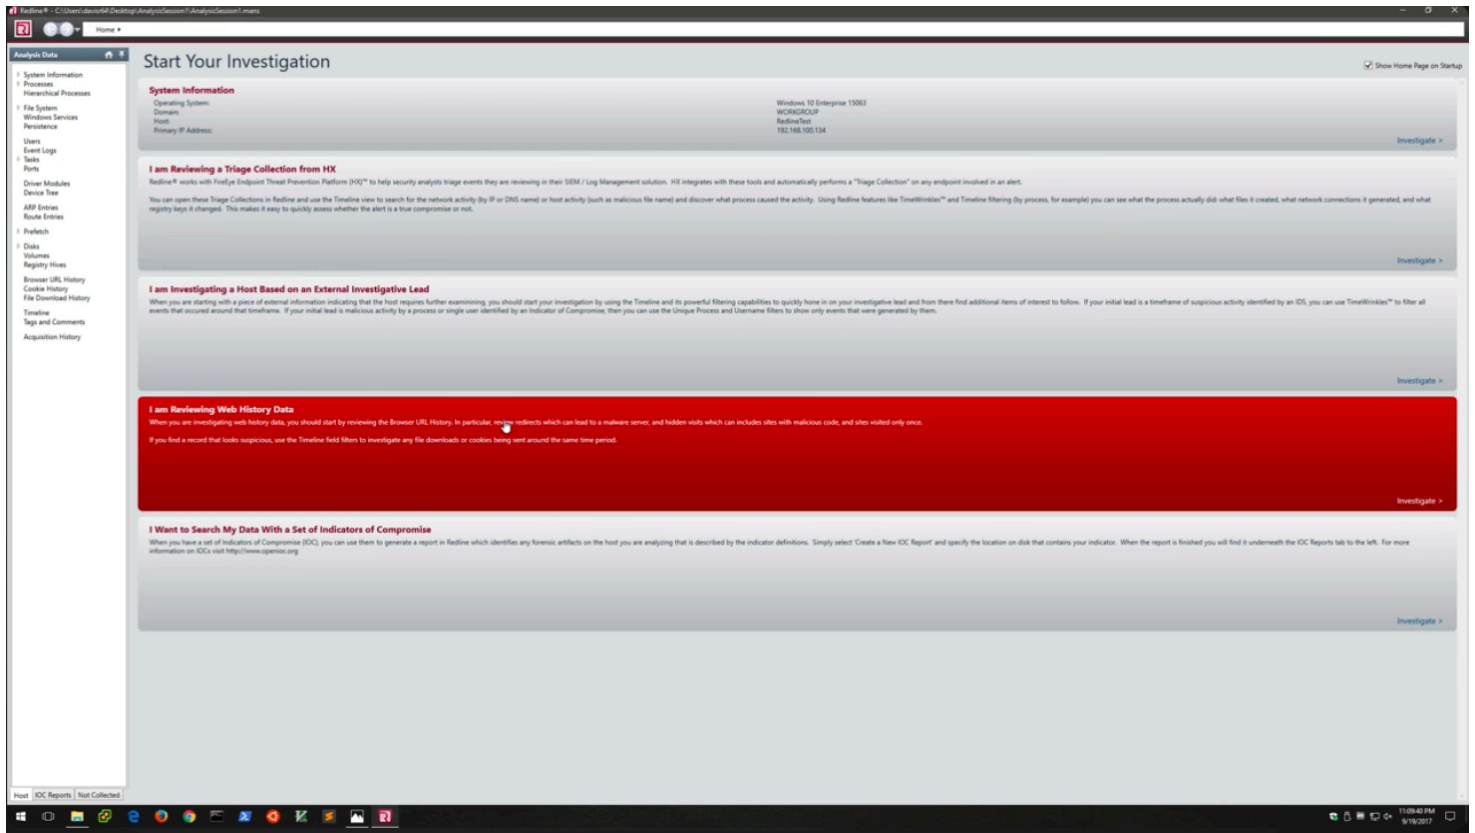 Redline® - C:\Users\davisr64\Desktop\AnalysisSession1\AnalysisSession1.mans
Home
Analysis Data
System Information
Processes
Hierarchical Processes
File System
Windows Services
Persistence
Users
Event Logs
Tasks
Ports
Driver Modules
Device Tree
ARP Entries
Route Entries
Prefetch
Disks
Volumes
Registry Hives
Browser URL History
Cookie History
File Download History
Timeline
Tags and Comments
Acquisition History
Host IOC Reports Not Collected
Start Your Investigation
Show Home Page on Startup
System Information
Operating System: Windows 10 Enterprise 15063
Domain: WORKGROUP
Host: RedlineTest
Primary IP Address: 192.168.100.134
Investigate >
I am Reviewing a Triage Collection from HX
Redline® works with FireEye Endpoint Threat Prevention Platform (HX)™ to help security analysts triage events they are reviewing in their SIEM / Log Management solution. HX integrates with these tools and automatically performs a "Triage Collection" on any endpoint involved in an alert.
You can open these Triage Collections in Redline and use the Timeline view to search for the network activity (by IP or DNS name) or host activity (such as malicious file name) and discover what process caused the activity. Using Redline features like TimeWrinkles™ and Timeline filtering (by process, for example) you can see what the process actually did: what files it created, what network connections it generated, and what
registry keys it changed. This makes it easy to quickly assess whether the alert is a true compromise or not.
Investigate >
I am Investigating a Host Based on an External Investigative Lead
When you are starting with a piece of external information indicating that the host requires further examinining, you should start your investigation by using the Timeline and its powerful filtering capabilities to quickly hone in on your investigative lead and from there find additional items of interest to follow. If your initial lead is a timeframe of suspicious activity identified by an IDS, you can use TimeWrinkles™ to filter all
events that occured around that timeframe. If your initial lead is malicious activity by a process or single user identified by an Indicator of Compromise, then you can use the Unique Process and Username filters to show only events that were generated by them.
Investigate >
I am Reviewing Web History Data
When you are investigating web history data, you should start by reviewing the Browser URL History. In particular, review redirects which can lead to a malware server, and hidden visits which can includes sites with malicious code, and sites visited only once.
If you find a record that looks suspicious, use the Timeline field filters to investigate any file downloads or cookies being sent around the same time period.
Investigate >
I Want to Search My Data With a Set of Indicators of Compromise
When you have a set of Indicators of Compromise (IOC), you can use them to generate a report in Redline which identifies any forensic artifacts on the host you are analyzing that is described by the indicator definitions. Simply select 'Create a New IOC Report' and specify the location on disk that contains your indicator. When the report is finished you will find it underneath the IOC Reports tab to the left. For more
information on IOCs visit http://www.openioc.org
Investigate >
11:09:40 PM
9/19/2017